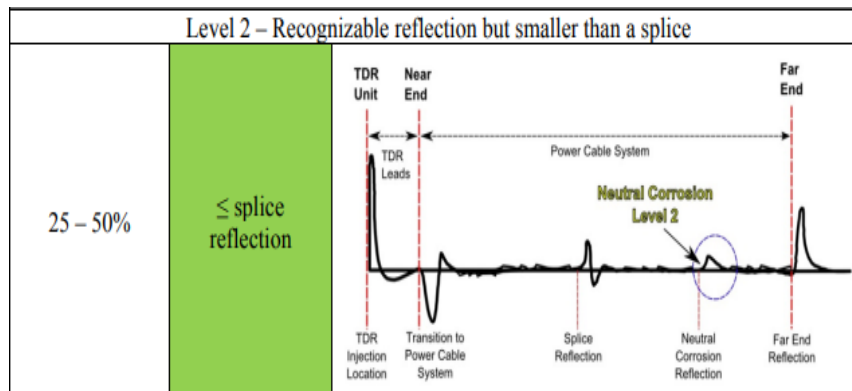 Level 2 – Recognizable reflection but smaller than a splice
25 – 50%
≤ splice
reflection
TDR
Unit
Near
End
Far
End
TDR
Leads
Power Cable System
Neutral Corrosion
Level 2
TDR
Injection
Location
Transition to
Power Cable
System
Splice
Reflection
Neutral
Corrosion
Reflection
Far End
Reflection